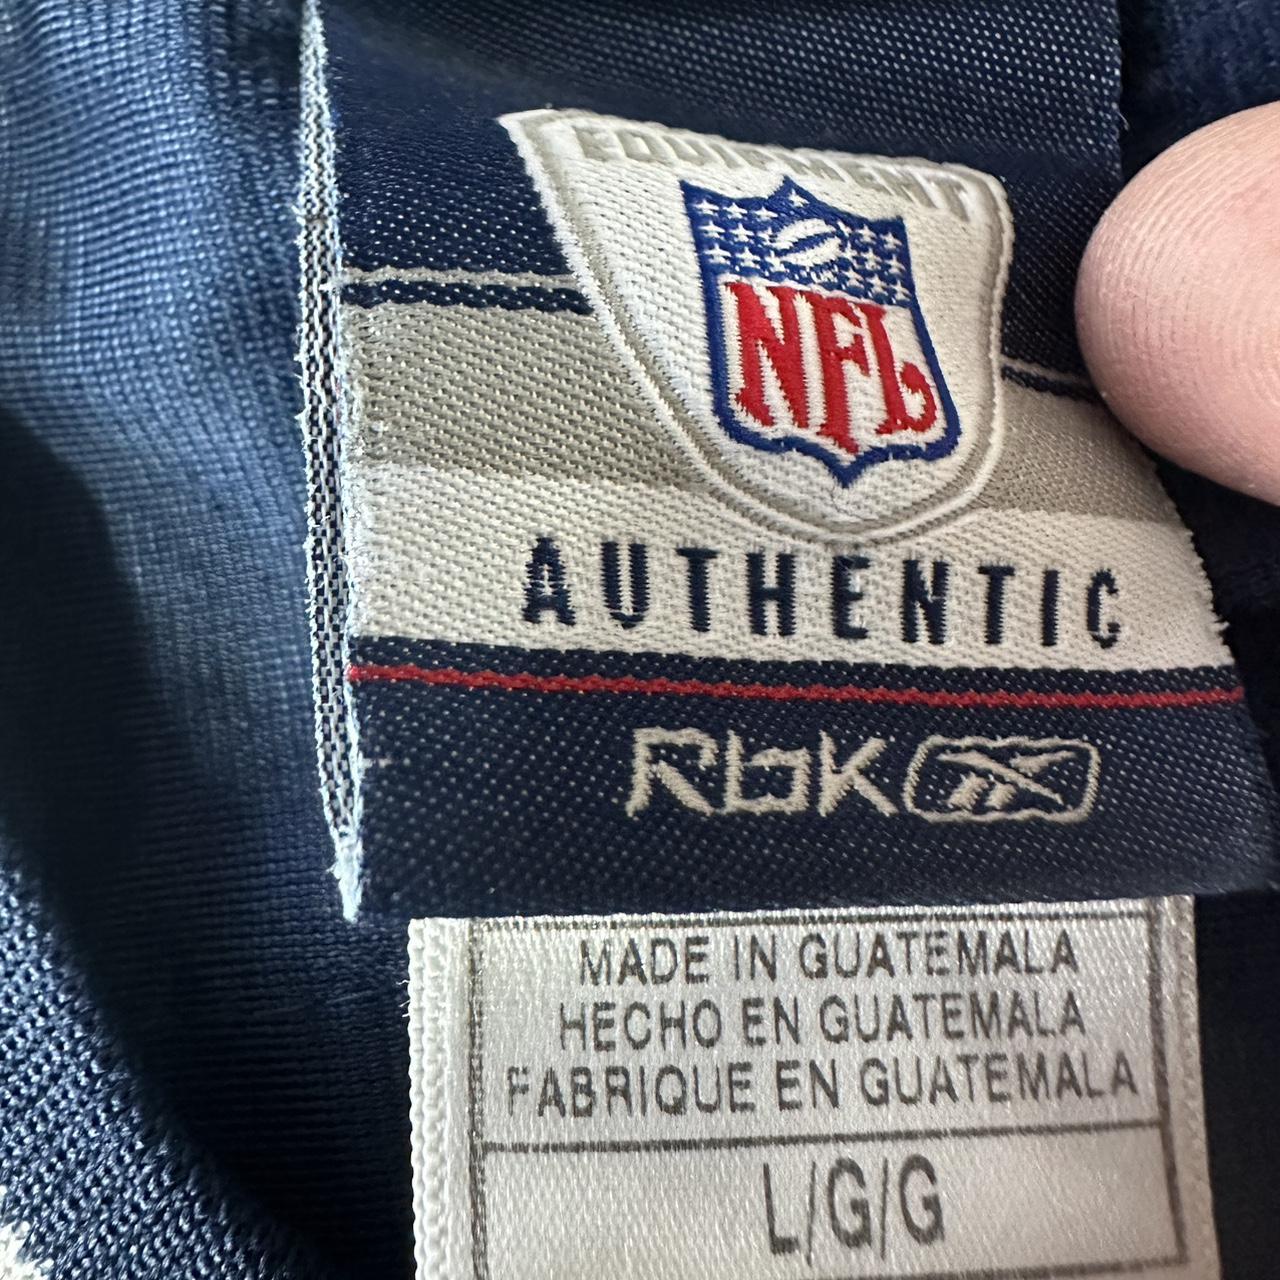 EQUIPMENT
NFL
AUTHENTIC
Rbk
MADE IN GUATEMALA
HECHO EN GUATEMALA
FABRIQUE EN GUATEMALA
L/G/G